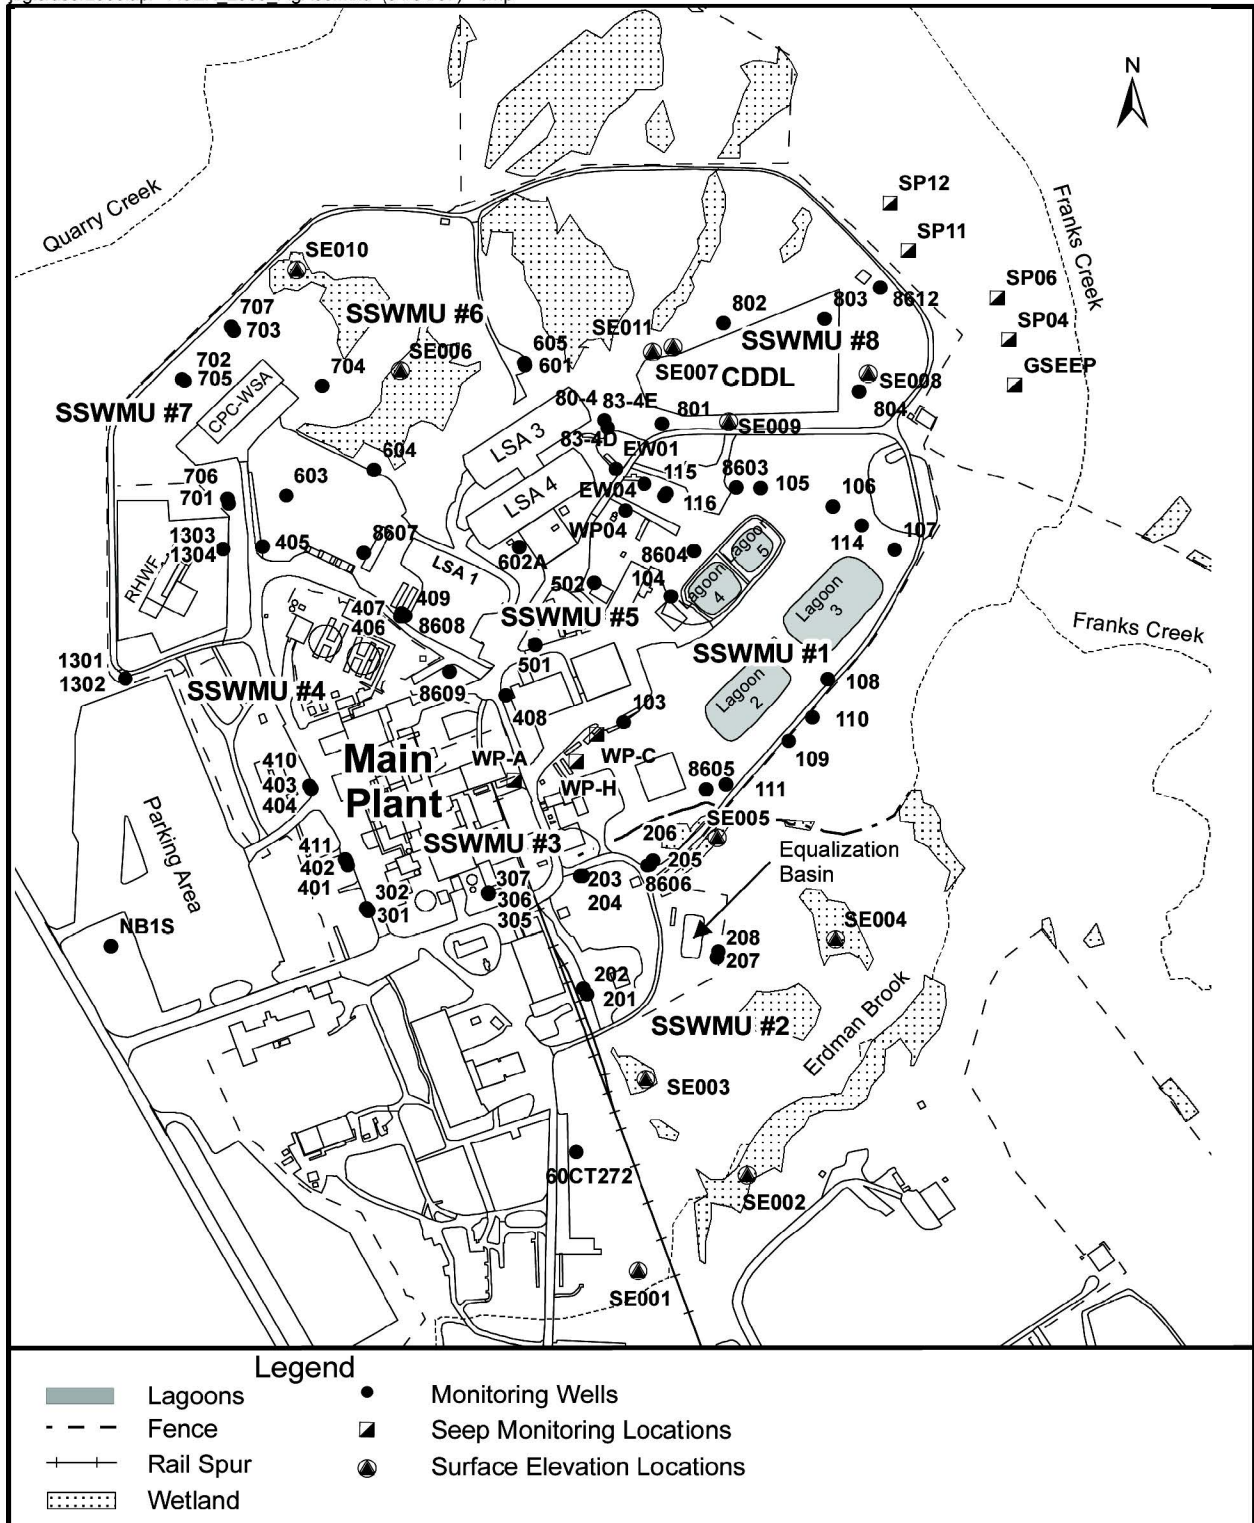 N
SP12
Quarry Creek
Franks Creek
SP11
SE010
SP06
707
703
SSWMU #6
802
803
8612
SE011
SP04
605
601
SSWMU #8
SE006
702
705
704
SE007
CDDL
GSEEP
SE008
SSWMU #7
CPC-WSA
80-4
83-4E
801
804
SE009
LSA 3
83-4D
EW01
604
706
701
603
LSA 4
EW04
115
8603
105
116
106
WP04
107
1303
1304
405
8607
602A
8604
114
Lagoon
5
RHWF
LSA 1
502
104
Lagoon
4
Lagoon
3
407
406
409
8608
SSWMU #5
Franks Creek
1301
1302
501
SSWMU #1
SSWMU #4
8609
408
Lagoon
2
108
103
110
410
403
404
Main
Plant
WP-A
WP-C
WP-H
109
8605
111
Parking Area
SE005
206
SSWMU #3
411
402
401
205
8606
Equalization
Basin
302
301
307
306
305
203
204
SE004
NB1S
208
207
202
201
SSWMU #2
Erdman Brook
SE003
60CT272
SE002
SE001
Legend
Lagoons
Monitoring Wells
Fence
Seep Monitoring Locations
Rail Spur
Surface Elevation Locations
Wetland